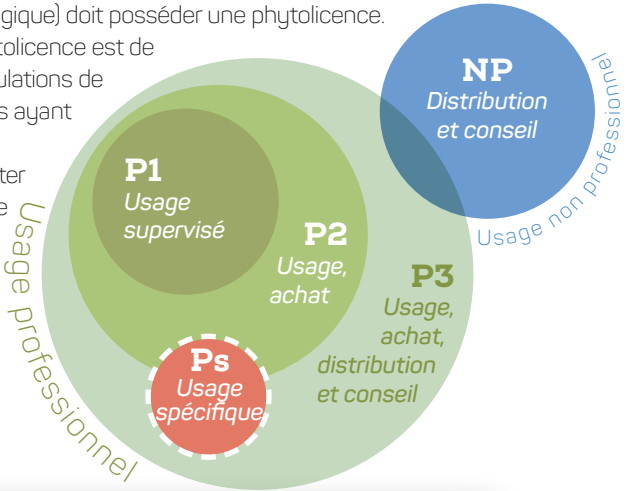 gique) doit posséder une phytolicence.
tolicence est de
ulations de
s ayant
ter
e
NP
Distribution
et conseil
Usage non professionnel
P1
Usage
supervisé
P2
Usage,
achat
P3
Usage,
achat,
distribution
et conseil
Ps
Usage
spécifique
Usage professionnel